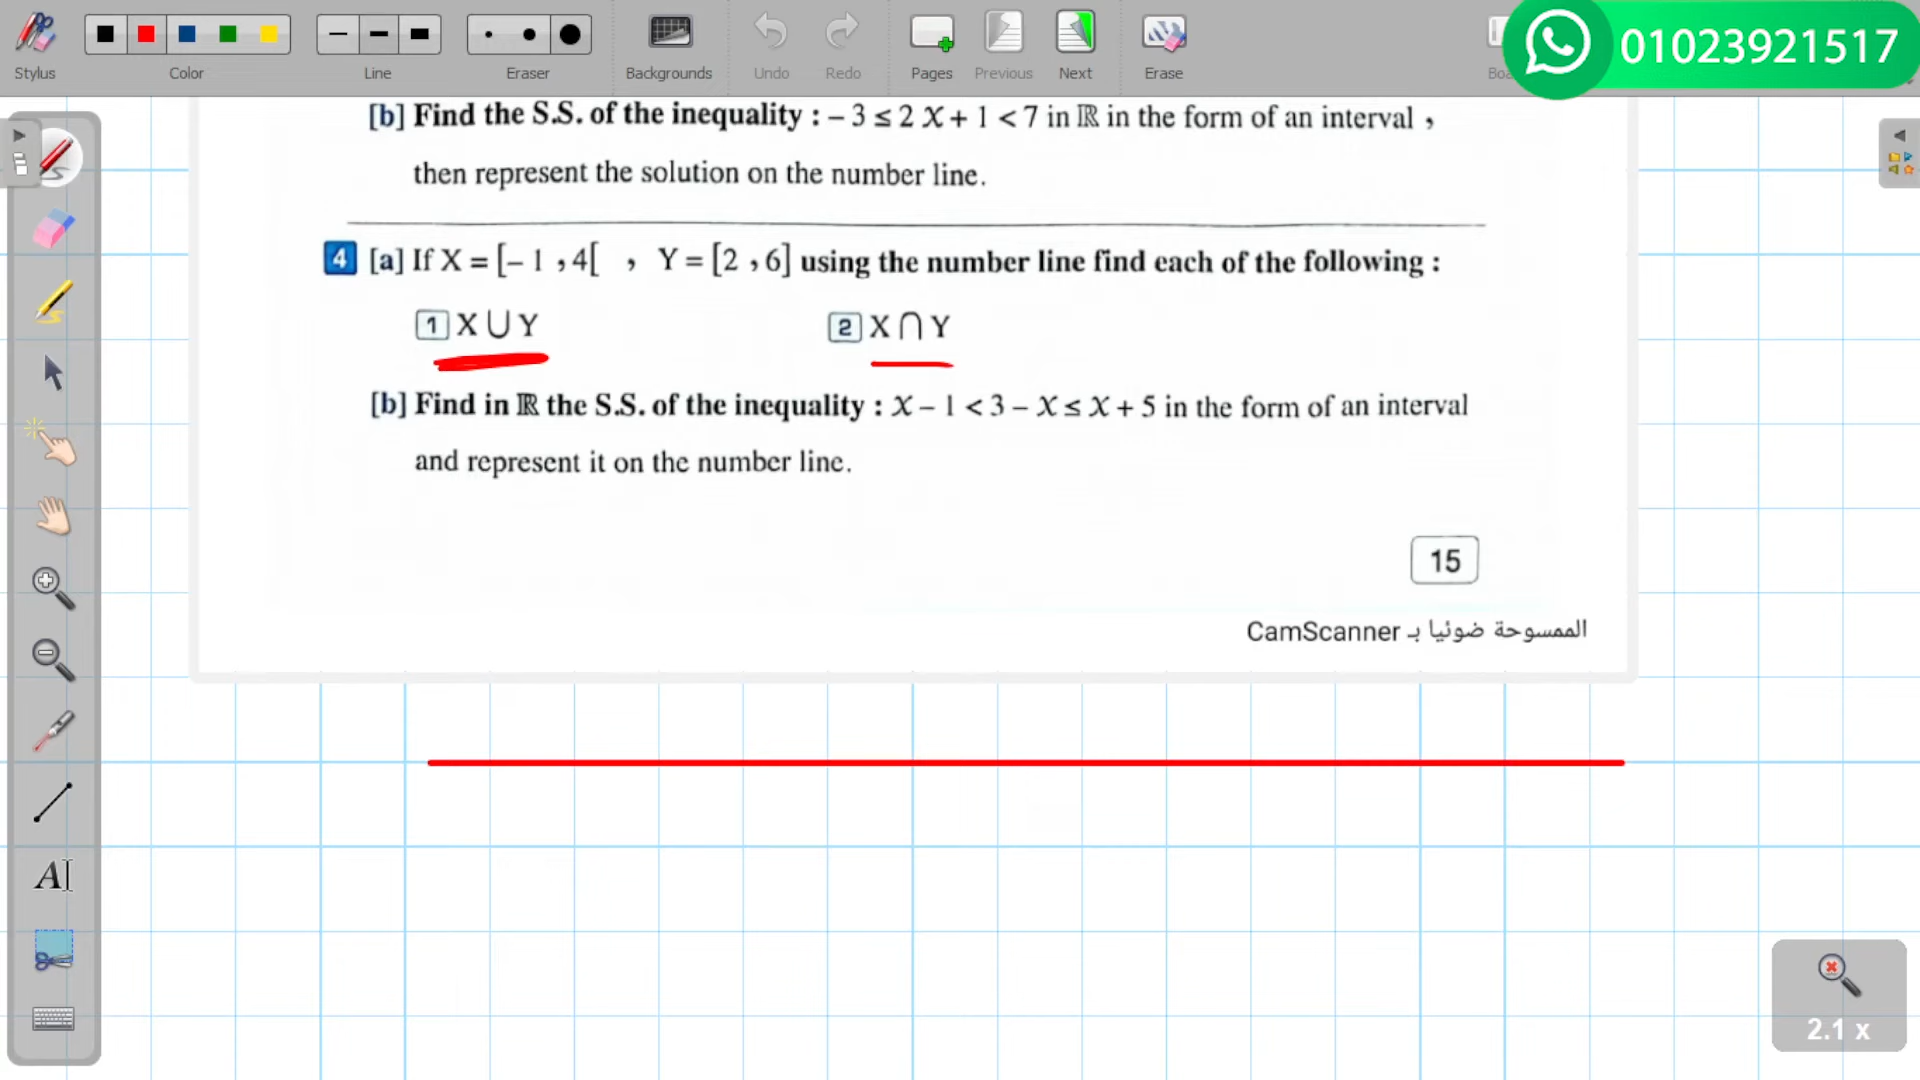 Stylus
Color
Line
Eraser
Backgrounds
Undo
Redo
Pages
Previous
Next
Erase
01023921517
[b] Find the S.S. of the inequality : – 3 ≤ 2 X + 1 < 7 in ℝ in the form of an interval ,
then represent the solution on the number line.
4 [a] If X = [– 1 , 4[ , Y = [2 , 6] using the number line find each of the following :
1 X ⋃ Y 2 X ⋂ Y
[b] Find in ℝ the S.S. of the inequality : X – 1 < 3 – X ≤ X + 5 in the form of an interval
and represent it on the number line.
15
الممسوحة ضوئيا بـ CamScanner
A
2.1 x